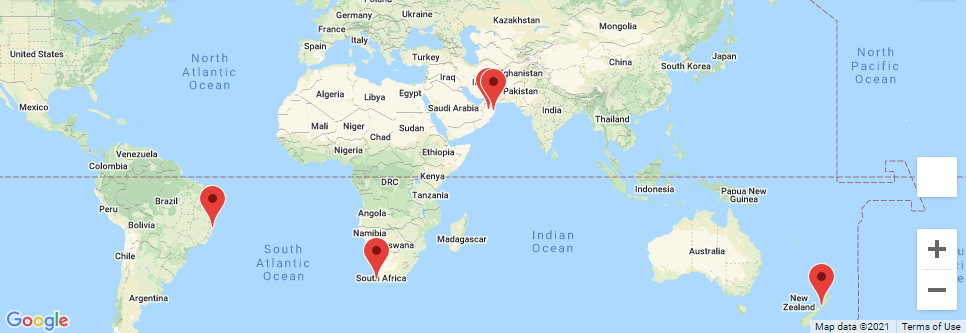 Germany
Kazakhstan
Mongolia
France
United States
North
Atlantic
Ocean
Spain
Italy
Turkey
Japan
South Korea
North
Pacific
Ocean
Iraq
Afghanistan
China
Mexico
Algeria
Libya
Egypt
Saudi Arabia
Pakistan
India
Mali
Niger
Chad
Sudan
Thailand
Venezuela
Colombia
Nigeria
Ethiopia
Kenya
DRC
Tanzania
Indonesia
Papua New
Guinea
Peru
Brazil
Angola
Bolivia
Namibia
Madagascar
South
Atlantic
Ocean
Indian
Ocean
Chile
Australia
South Africa
Argentina
New
Zealand
Google
Map data ©2021
Terms of Use